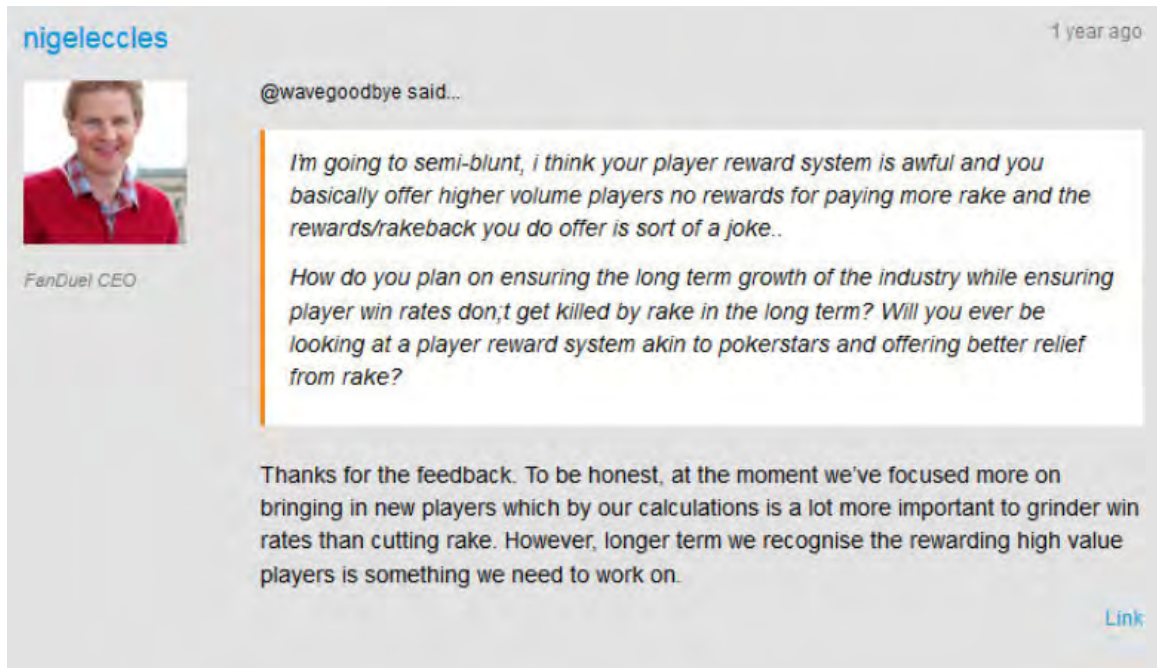 nigeleccles
1 year ago
@wavegoodbye said...
I'm going to semi-blunt, i think your player reward system is awful and you
basically offer higher volume players no rewards for paying more rake and the
rewards/rakeback you do offer is sort of a joke..
How do you plan on ensuring the long term growth of the industry while ensuring
player win rates don;t get killed by rake in the long term? Will you ever be
looking at a player reward system akin to pokerstars and offering better relief
from rake?
FanDuel CEO
Thanks for the feedback. To be honest, at the moment we've focused more on
bringing in new players which by our calculations is a lot more important to grinder win
rates than cutting rake. However, longer term we recognise the rewarding high value
players is something we need to work on.
Link